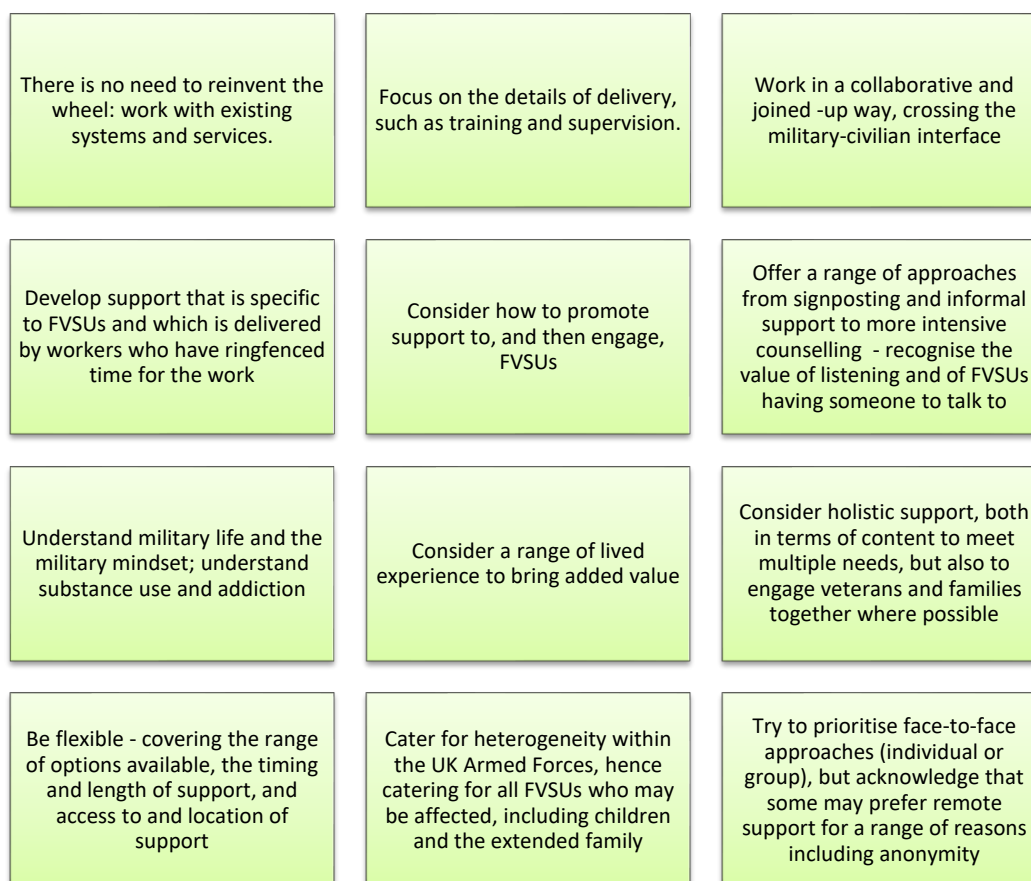 There is no need to reinvent the
wheel: work with existing
systems and services.
Focus on the details of delivery,
such as training and supervision.
Work in a collaborative and
joined -up way, crossing the
military-civilian interface
Develop support that is specific
to FVSUs and which is delivered
by workers who have ringfenced
time for the work
Consider how to promote
support to, and then engage,
FVSUs
Offer a range of approaches
from signposting and informal
support to more intensive
counselling  - recognise the
value of listening and of FVSUs
having someone to talk to
Understand military life and the
military mindset; understand
substance use and addiction
Consider a range of lived
experience to bring added value
Consider holistic support, both
in terms of content to meet
multiple needs, but also to
engage veterans and families
together where possible
Be flexible - covering the range
of options available, the timing
and length of support, and
access to and location of
support
Cater for heterogeneity within
the UK Armed Forces, hence
catering for all FVSUs who may
be affected, including children
and the extended family
Try to prioritise face-to-face
approaches (individual or
group), but acknowledge that
some may prefer remote
support for a range of reasons
including anonymity